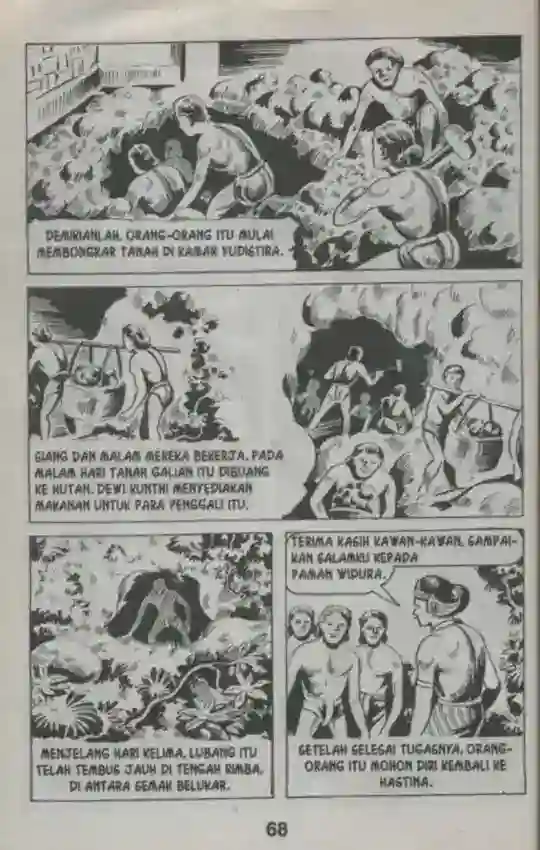 DEMIKIANLAH, ORANG-ORANG ITU MULAI
MEMBONGKAR TANAH DI KAMAR YUDISTIRA.
SIANG DAN MALAM MEREKA BEKERJA. PADA
MALAM HARI TANAH GALIAN ITU DIBUANG
KE HUTAN. DEWI KUNTHI MENYEDIAKAN
MAKANAN UNTUK PARA PENGGALI ITU.
MENJELANG HARI KELIMA, LUBANG ITU
TELAH TEMBUS JAUH DI TENGAH RIMBA,
DI ANTARA SEMAK BELUKAR.
TERIMA KASIH KAWAN-KAWAN. SAMPAI-
KAN SALAMKU KEPADA
PAMAN WIDURA.
SETELAH SELESAI TUGASNYA, ORANG-
ORANG ITU MOHON DIRI KEMBALI KE
HASTINA.
68